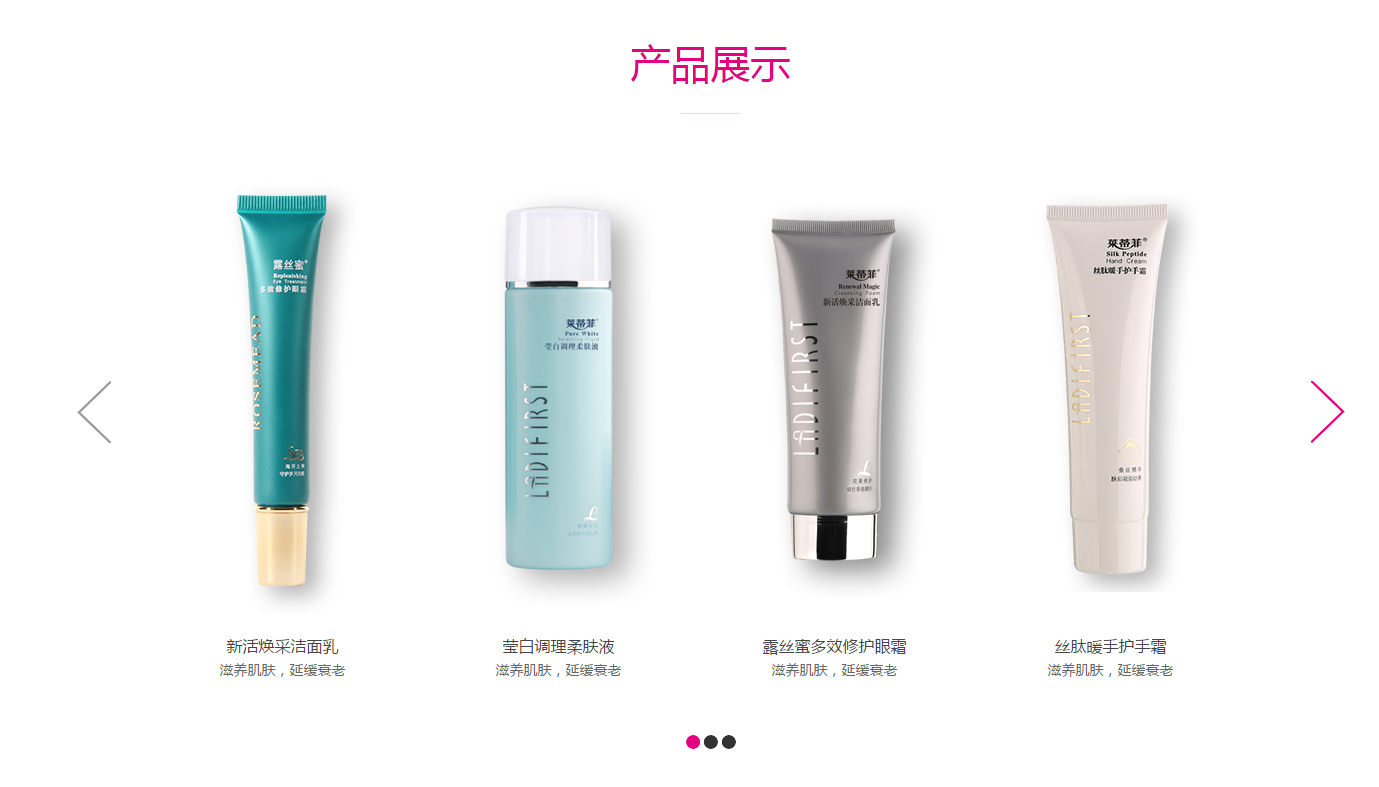 产品展示
露丝蜜®
Replenishing
Eye Treatment
多效修护眼霜
ROSEMEAD
莱蒂菲®
Pure White
Balancing Fluid
莹白调理柔肤液
LADIFIRST
L
莱蒂菲®
Renewal Magic
Cleansing Foam
新活焕采洁面乳
LADIFIRST
L
莱蒂菲®
Silk Peptide
Hand Cream
丝肽暖手护手霜
LADIFIRST
蚕丝精华
新活焕采洁面乳
滋养肌肤，延缓衰老
莹白调理柔肤液
滋养肌肤，延缓衰老
露丝蜜多效修护眼霜
滋养肌肤，延缓衰老
丝肽暖手护手霜
滋养肌肤，延缓衰老